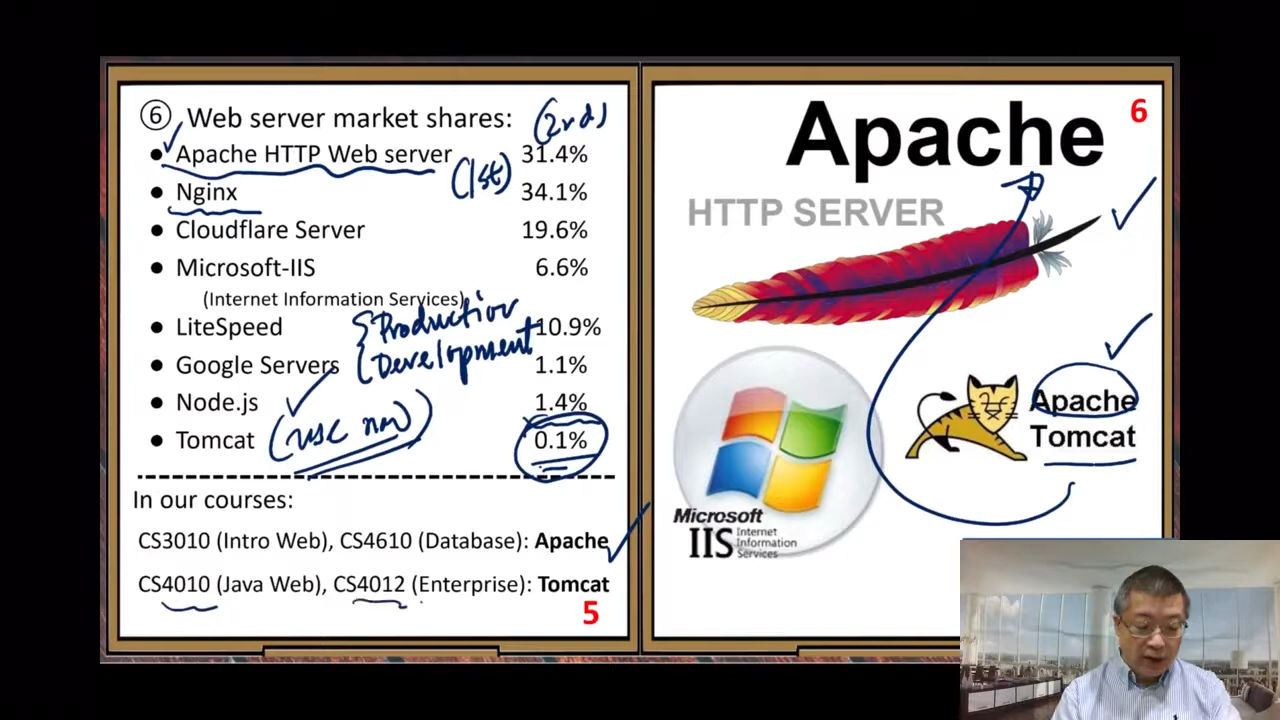 ⑥ Web server market shares: (2nd)
● Apache HTTP Web server 31.4%
(1st)
● Nginx 34.1%
● Cloudflare Server 19.6%
● Microsoft-IIS 6.6%
(Internet Information Services)
● LiteSpeed 10.9%
{Production
{Development
● Google Servers 1.1%
● Node.js 1.4%
● Tomcat (use now) 0.1%
In our courses:
CS3010 (Intro Web), CS4610 (Database): Apache
CS4010 (Java Web), CS4012 (Enterprise): Tomcat
5
6
Apache
HTTP SERVER
Apache
Tomcat
Microsoft
IIS
Internet
Information
Services